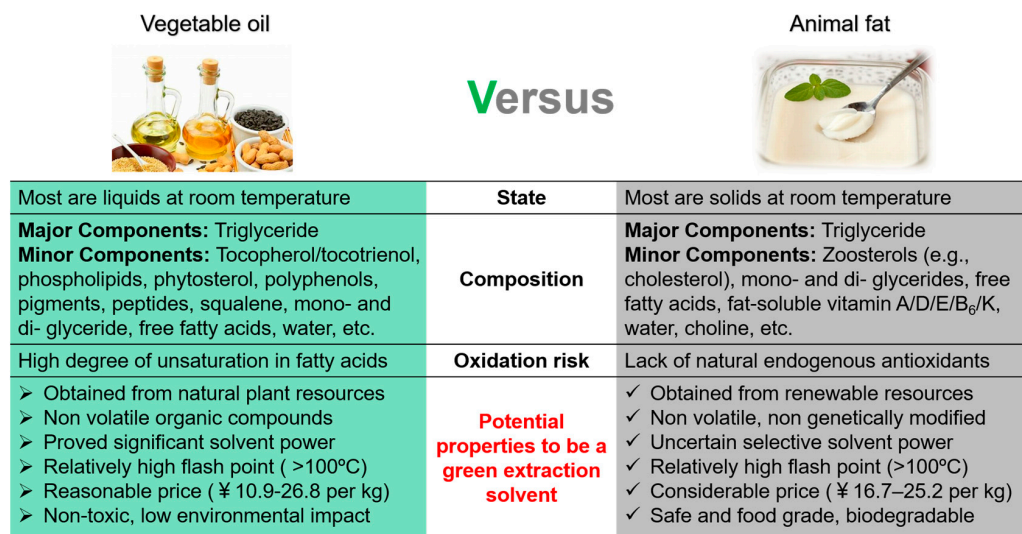 Vegetable oil
Animal fat
Versus
Most are liquids at room temperature
State
Most are solids at room temperature
Major Components: Triglyceride
Minor Components: Tocopherol/tocotrienol,
phospholipids, phytosterol, polyphenols,
pigments, peptides, squalene, mono- and
di- glyceride, free fatty acids, water, etc.
Composition
Major Components: Triglyceride
Minor Components: Zoosterols (e.g.,
cholesterol), mono- and di- glycerides, free
fatty acids, fat-soluble vitamin A/D/E/B₆/K,
water, choline, etc.
High degree of unsaturation in fatty acids
Oxidation risk
Lack of natural endogenous antioxidants
➢ Obtained from natural plant resources
➢ Non volatile organic compounds
➢ Proved significant solvent power
➢ Relatively high flash point ( >100ºC)
➢ Reasonable price (¥10.9-26.8 per kg)
➢ Non-toxic, low environmental impact
Potential
properties to be a
green extraction
solvent
✓ Obtained from renewable resources
✓ Non volatile, non genetically modified
✓ Uncertain selective solvent power
✓ Relatively high flash point (>100ºC)
✓ Considerable price (¥16.7–25.2 per kg)
✓ Safe and food grade, biodegradable